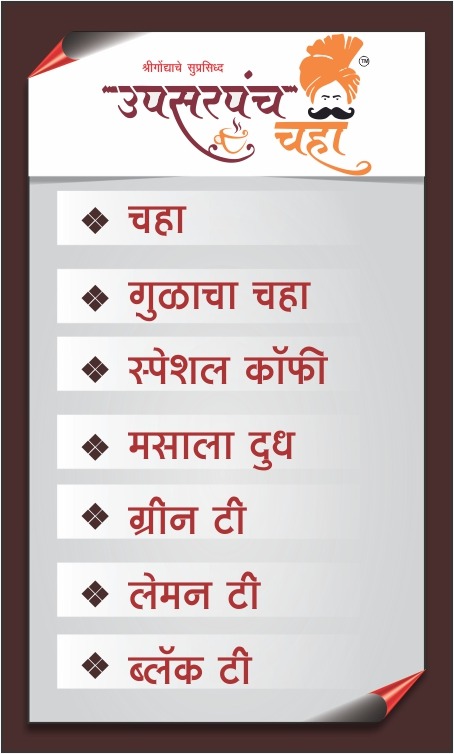 श्रीगोंद्याचे सुप्रसिध्द
उपसरपंच
चहा
TM
❖ चहा
❖ गुळाचा चहा
❖ स्पेशल कॉफी
❖ मसाला दुध
❖ ग्रीन टी
❖ लेमन टी
❖ ब्लॅक टी